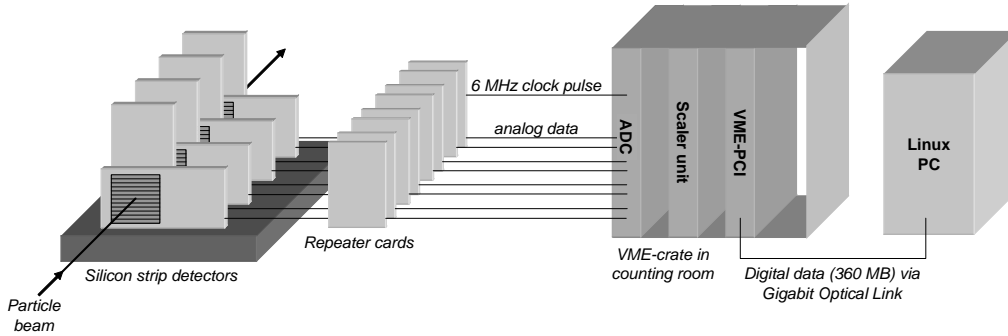 6 MHz clock pulse
analog data
ADC
Scaler unit
VME-PCI
Linux
PC
Repeater cards
Silicon strip detectors
VME-crate in
counting room
Digital data (360 MB) via
Gigabit Optical Link
Particle
beam